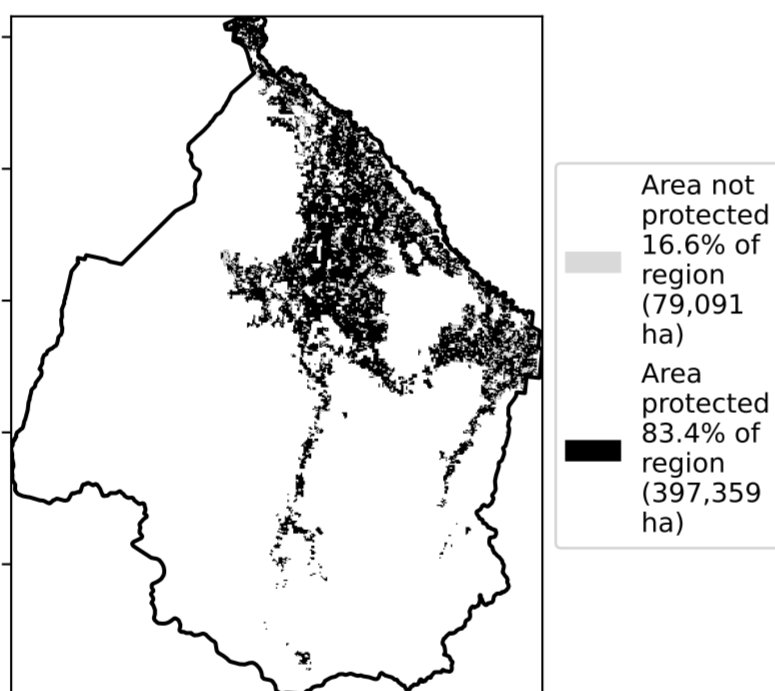 Area not
protected
16.6% of
region
(79,091
ha)
Area
protected
83.4% of
region
(397,359
ha)